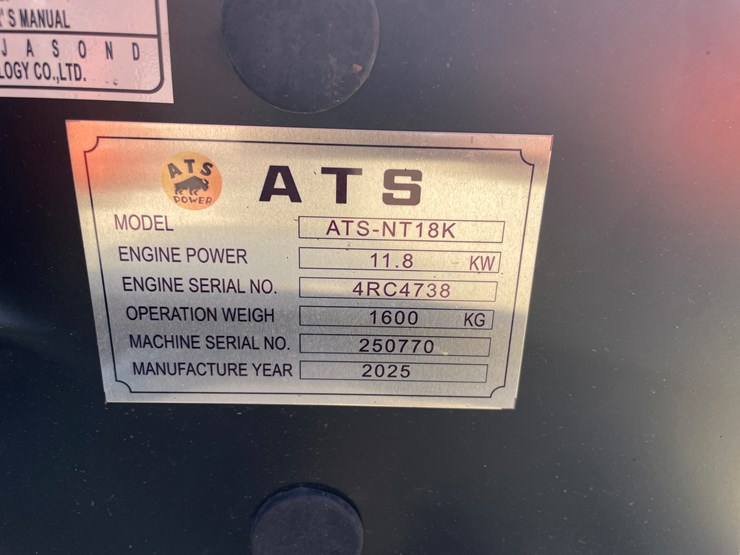 'S MANUAL
J A S O N D
LOGY CO.,LTD.
ATS
POWER
ATS
MODEL ATS-NT18K
ENGINE POWER 11.8 KW
ENGINE SERIAL NO. 4RC4738
OPERATION WEIGH 1600 KG
MACHINE SERIAL NO. 250770
MANUFACTURE YEAR 2025